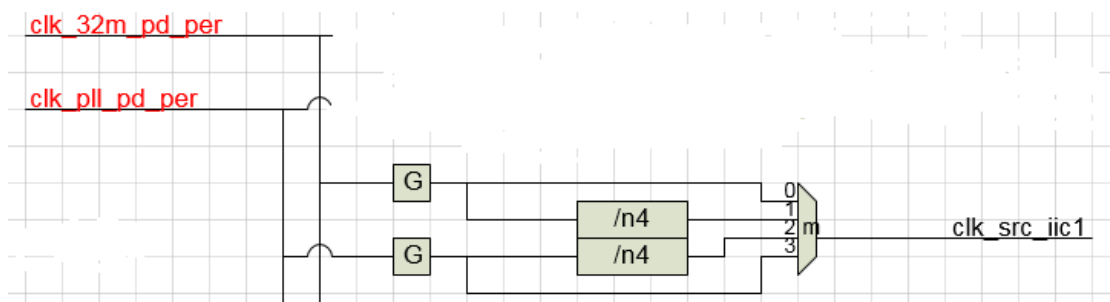 clk_32m_pd_per
clk_pll_pd_per
G
0
/n4
1
2
m
clk_src_iic1
G
/n4
3